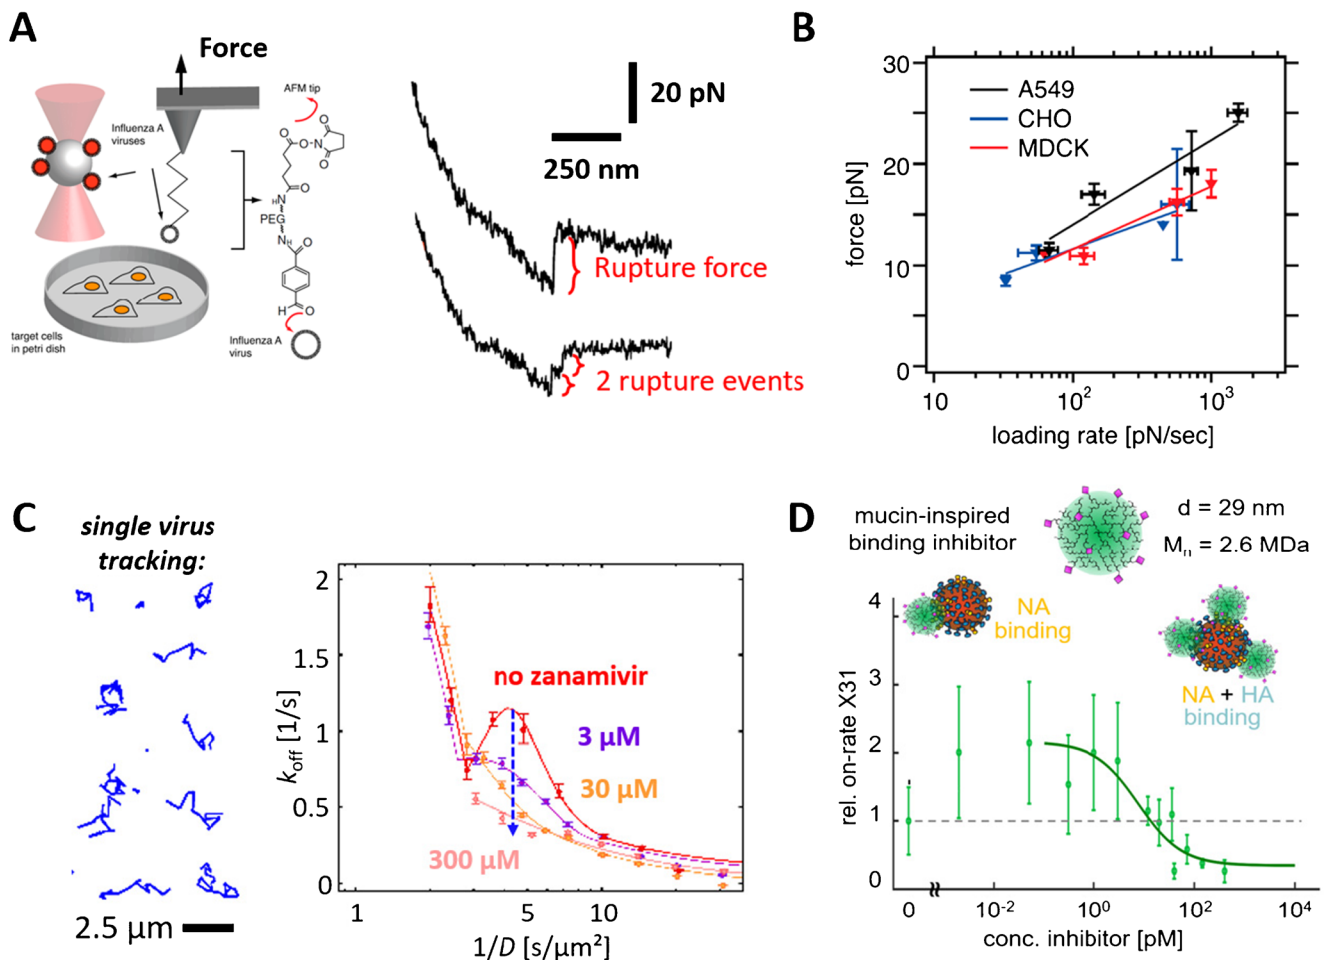 A
Force
AFM tip
Influenza A
viruses
O
O
O
N
O
O
H
N
PEG
N
H
O
H
O
Influenza A
virus
target cells
in petri dish
20 pN
250 nm
Rupture force
2 rupture events
B
30
20
10
0
force [pN]
A549
CHO
MDCK
10
10²
10³
loading rate [pN/sec]
C
single virus
tracking:
2.5 μm
2
1.5
1
0.5
0
koff [1/s]
no zanamivir
3 μM
30 μM
300 μM
1
5
10
1/D [s/μm²]
D
mucin-inspired
binding inhibitor
d = 29 nm
Mn = 2.6 MDa
NA
binding
NA + HA
binding
4
3
2
1
0
rel. on-rate X31
0
10⁻²
10⁰
10²
10⁴
conc. inhibitor [pM]